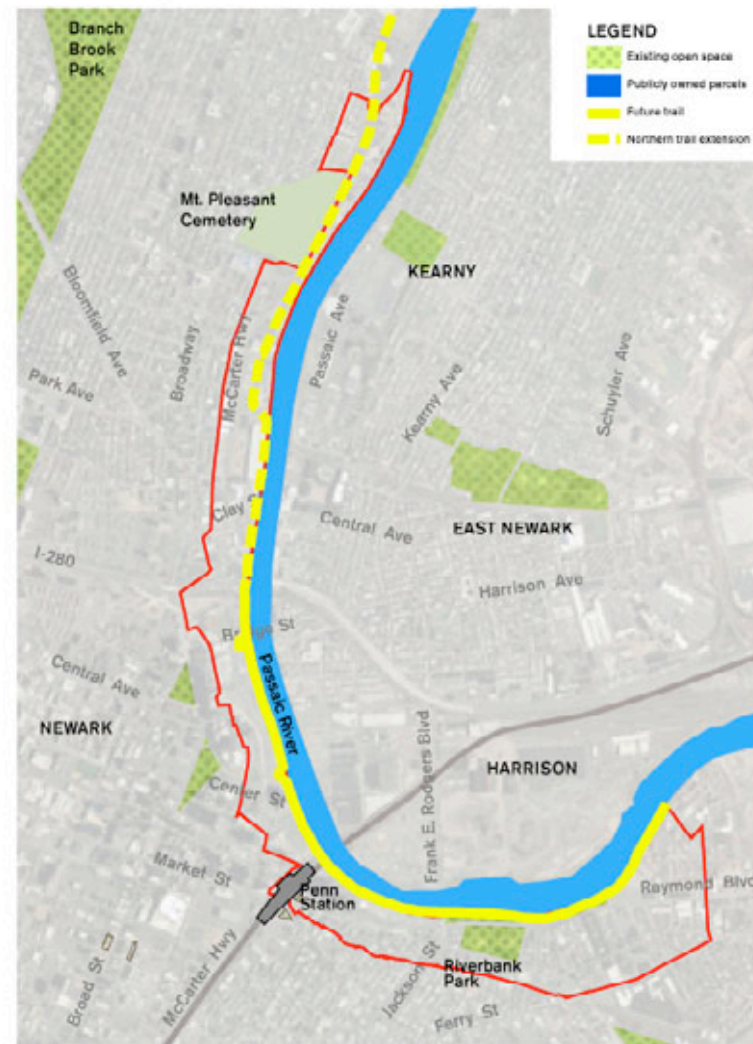 Branch
Brook
Park
LEGEND
Existing open space
Publicly owned parcels
Future trail
Northern trail extension
Mt. Pleasant
Cemetery
KEARNY
Bloomfield Ave
Broadway
McCarter Hwy
Passaic Ave
Park Ave
Kearny Ave
Schuyler Ave
Clay
Central Ave
EAST NEWARK
I-280
Harrison Ave
St
Central Ave
Passaic River
NEWARK
Frank E. Rodgers Blvd
HARRISON
Center St
Market St
Penn
Station
Raymond Blvd
Broad St
McCarter Hwy
Jackson St
Riverbank
Park
Ferry St